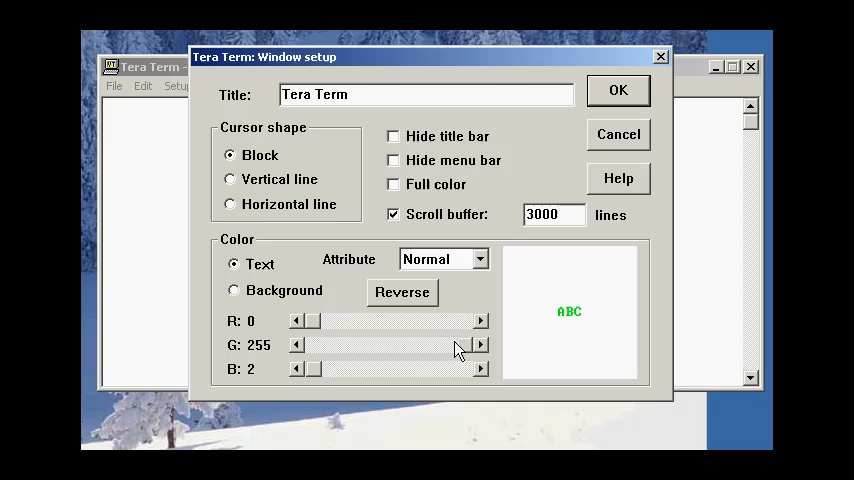 Tera Term: Window setup
Tera Term -
File Edit Setup
Title: Tera Term
OK
Cursor shape
Block
Vertical line
Horizontal line
Hide title bar
Hide menu bar
Full color
Scroll buffer: 3000 lines
Cancel
Help
Color
Text
Background
Attribute Normal
Reverse
R: 0
G: 255
B: 2
ABC